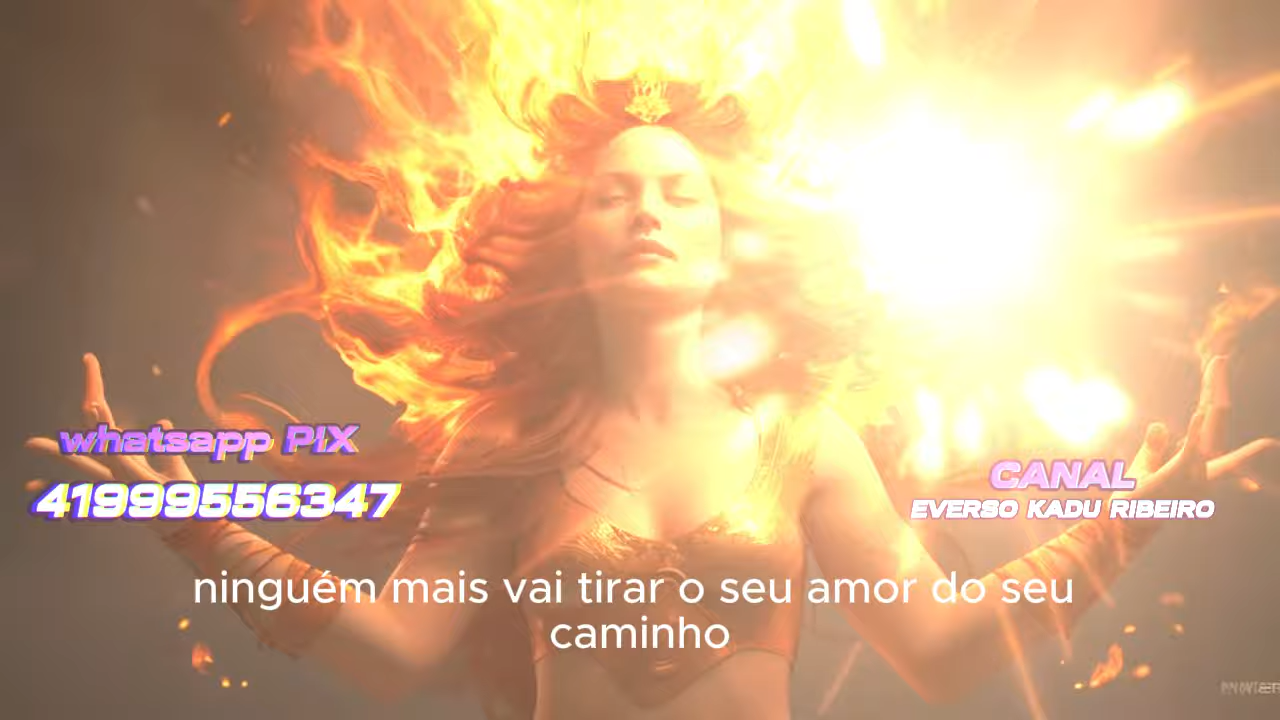 whatsapp PIX
41999556347
CANAL
EVERSO KADU RIBEIRO
ninguém mais vai tirar o seu amor do seu
caminho